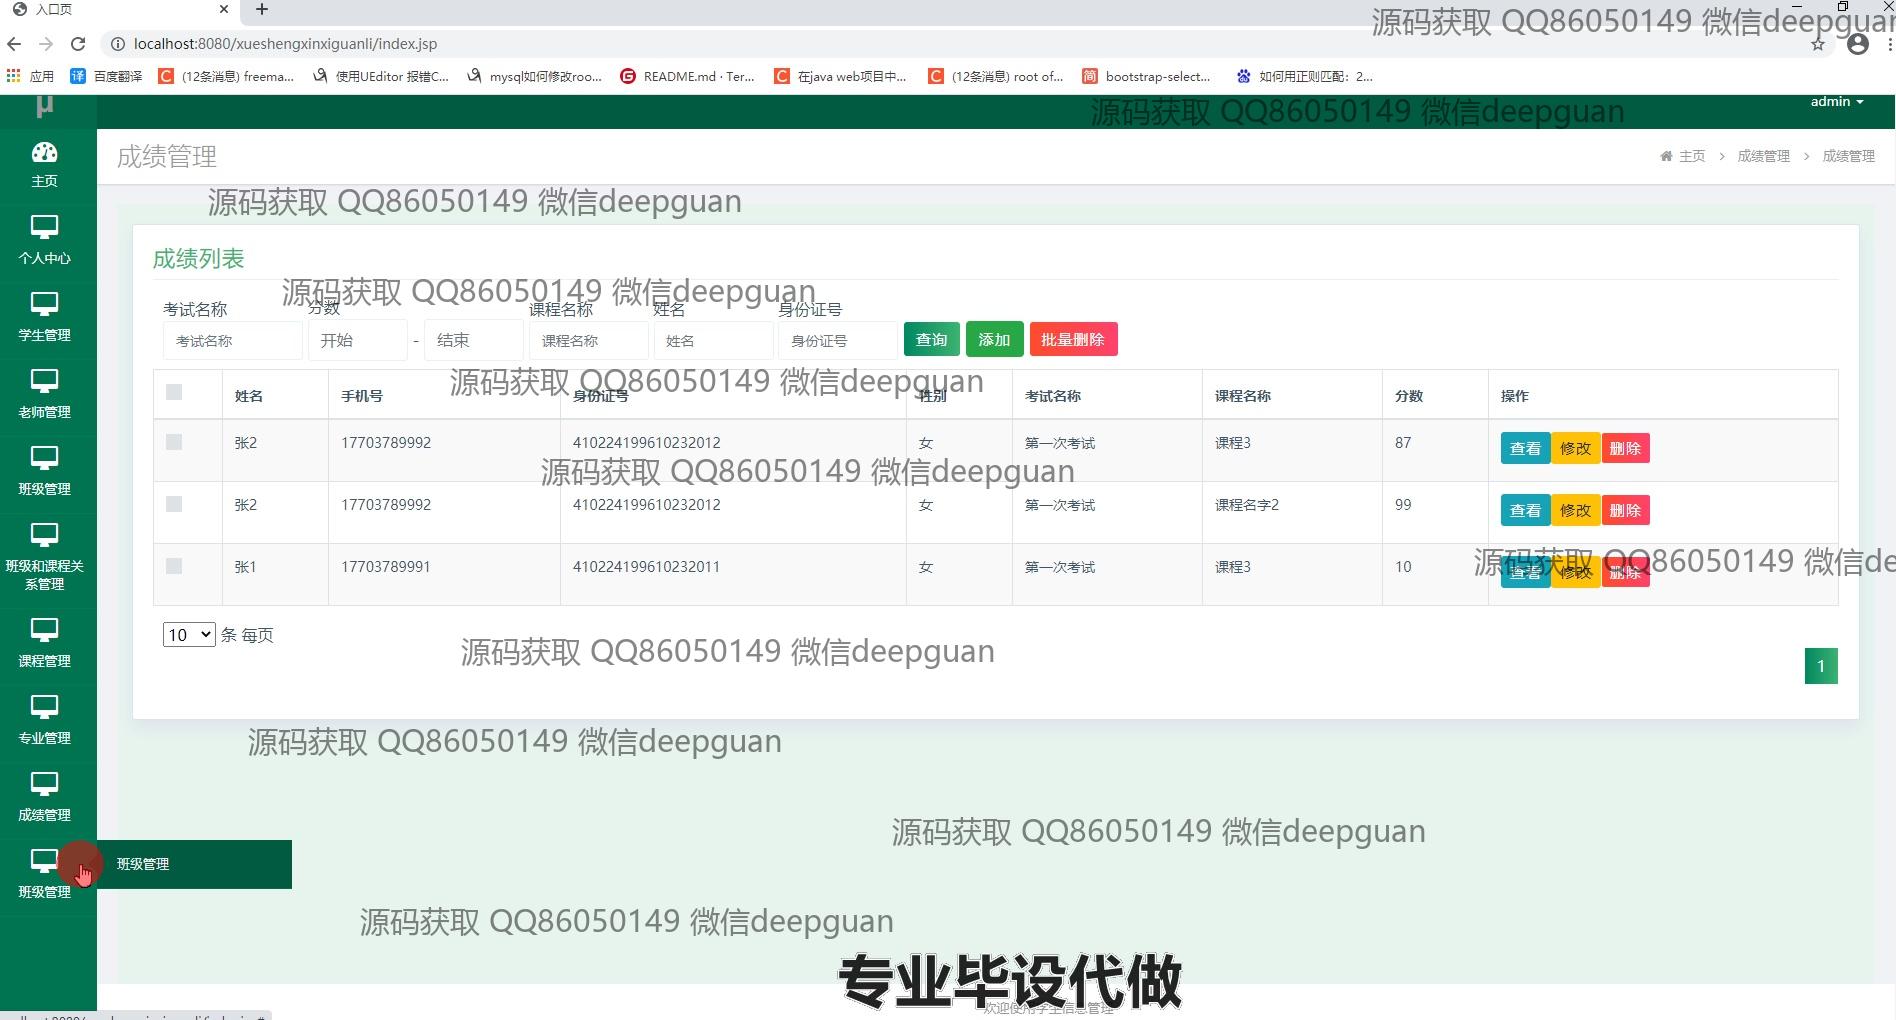 入口页
源码获取 QQ86050149 微信deepguan
localhost:8080/xueshengxinxiguanli/index.jsp
应用 百度翻译 (12条消息) freema... 使用UEditor 报错C... mysql如何修改roo... README.md · Ter... 在java web项目中... (12条消息) root of... bootstrap-select... 如何用正则匹配：2...
μ
源码获取 QQ86050149 微信deepguan
admin
主页
个人中心
学生管理
老师管理
班级管理
班级和课程关
系管理
课程管理
专业管理
成绩管理
班级管理
班级管理
成绩管理
主页 > 成绩管理 > 成绩管理
源码获取 QQ86050149 微信deepguan
成绩列表
源码获取 QQ86050149 微信deepguan
考试名称 分数 课程名称 姓名 身份证号
考试名称 开始 - 结束 课程名称 姓名 身份证号 查询 添加 批量删除
源码获取 QQ86050149 微信deepguan
姓名 手机号 身份证号 性别 考试名称 课程名称 分数 操作
张2 17703789992 410224199610232012 女 第一次考试 课程3 87 查看 修改 删除
源码获取 QQ86050149 微信deepguan
张2 17703789992 410224199610232012 女 第一次考试 课程名字2 99 查看 修改 删除
张1 17703789991 410224199610232011 女 第一次考试 课程3 10 查看 修改 删除
源码获取 QQ86050149 微信de
10 条 每页
源码获取 QQ86050149 微信deepguan
1
源码获取 QQ86050149 微信deepguan
源码获取 QQ86050149 微信deepguan
源码获取 QQ86050149 微信deepguan
专业毕设代做
欢迎使用学生信息管理